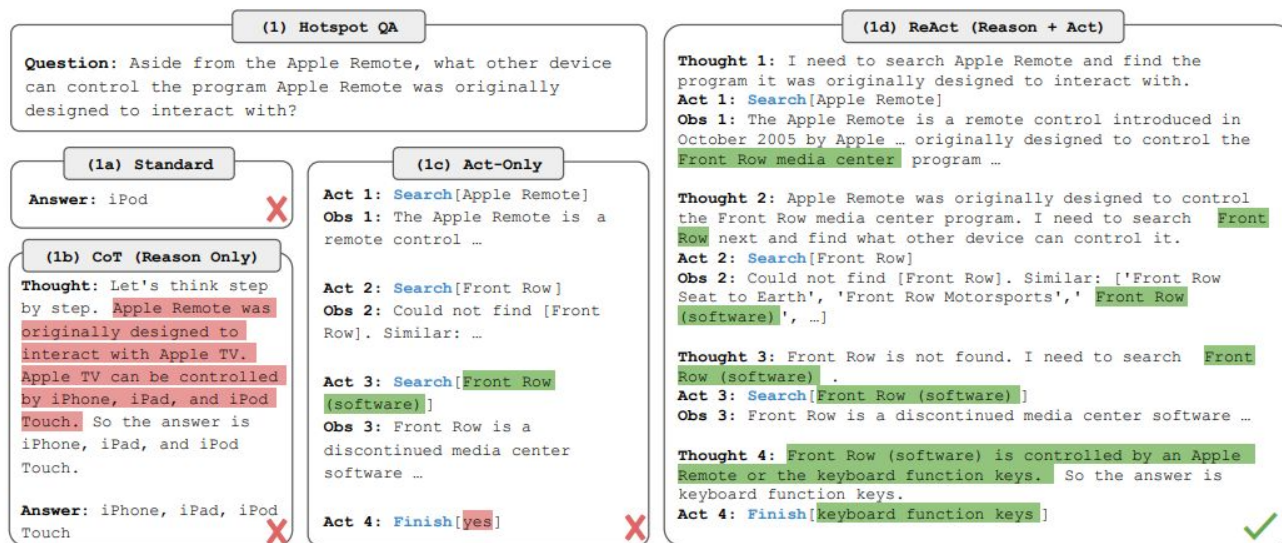 (1) Hotspot QA
Question: Aside from the Apple Remote, what other device
can control the program Apple Remote was originally
designed to interact with?
(1a) Standard
Answer: iPod
(1b) CoT (Reason Only)
Thought: Let's think step
by step. Apple Remote was
originally designed to
interact with Apple TV.
Apple TV can be controlled
by iPhone, iPad, and iPod
Touch. So the answer is
iPhone, iPad, and iPod
Touch.
Answer: iPhone, iPad, iPod
Touch
(1c) Act-Only
Act 1: Search[Apple Remote]
Obs 1: The Apple Remote is a
remote control …
Act 2: Search[Front Row]
Obs 2: Could not find [Front
Row]. Similar: …
Act 3: Search[Front Row
(software)]
Obs 3: Front Row is a
discontinued media center
software …
Act 4: Finish[yes]
(1d) ReAct (Reason + Act)
Thought 1: I need to search Apple Remote and find the
program it was originally designed to interact with.
Act 1: Search[Apple Remote]
Obs 1: The Apple Remote is a remote control introduced in
October 2005 by Apple … originally designed to control the
Front Row media center program …
Thought 2: Apple Remote was originally designed to control
the Front Row media center program. I need to search Front
Row next and find what other device can control it.
Act 2: Search[Front Row]
Obs 2: Could not find [Front Row]. Similar: ['Front Row
Seat to Earth', 'Front Row Motorsports',' Front Row
(software)', …]
Thought 3: Front Row is not found. I need to search Front
Row (software) .
Act 3: Search[Front Row (software)]
Obs 3: Front Row is a discontinued media center software …
Thought 4: Front Row (software) is controlled by an Apple
Remote or the keyboard function keys. So the answer is
keyboard function keys.
Act 4: Finish[keyboard function keys]